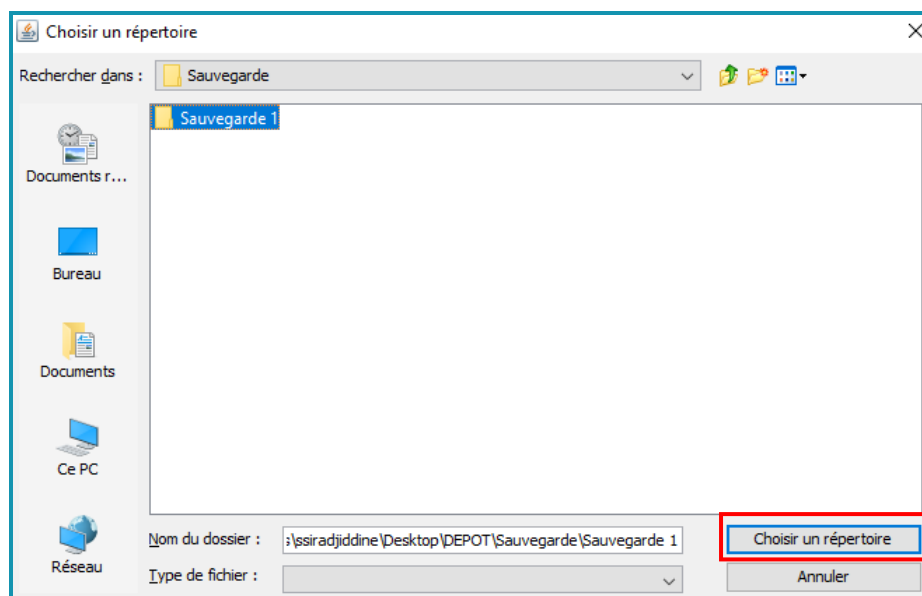 Choisir un répertoire
Rechercher dans :
Sauvegarde
Sauvegarde 1
Documents r...
Bureau
Documents
Ce PC
Réseau
Nom du dossier :
\ssiradjiddine\Desktop\DEPOT\Sauvegarde\Sauvegarde 1
Choisir un répertoire
Type de fichier :
Annuler